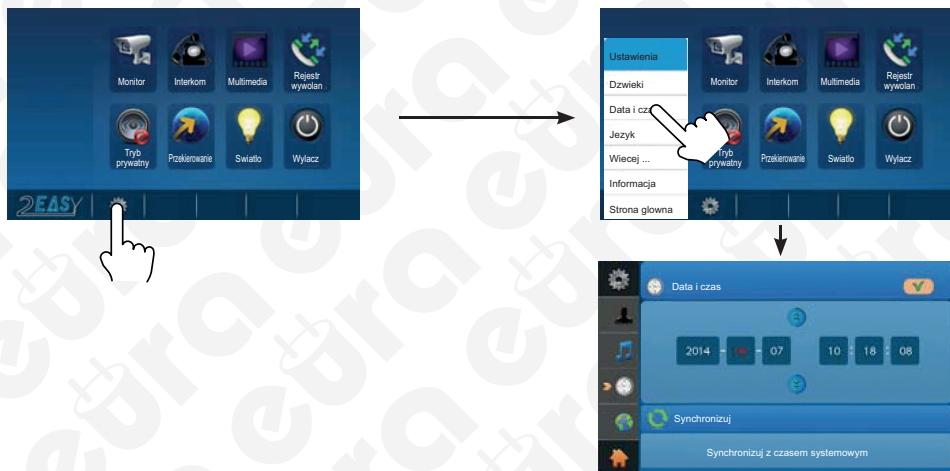 Monitor
Interkom
Multimedia
Rejestr
wywolan
Tryb
prywatny
Przekierowanie
Swiatlo
Wylacz
2EASY
Ustawienia
Dzwieki
Data i cza
Jezyk
Wiecej ...
Informacja
Strona glowna
Monitor
Interkom
Multimedia
Rejestr
wywolan
Tryb
prywatny
Przekierowanie
Swiatlo
Wylacz
Data i czas
2014 - - 07 10 : 18 : 08
Synchronizuj
Synchronizuj z czasem systemowym
eura